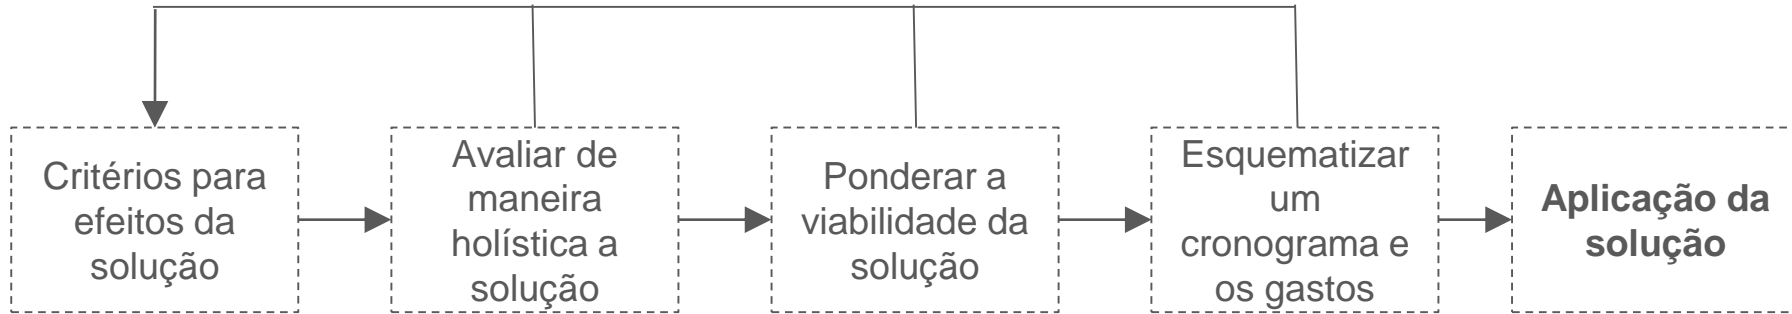 Critérios para
efeitos da
solução
Avaliar de
maneira
holística a
solução
Ponderar a
viabilidade da
solução
Esquematizar
um
cronograma e
os gastos
Aplicação da
solução